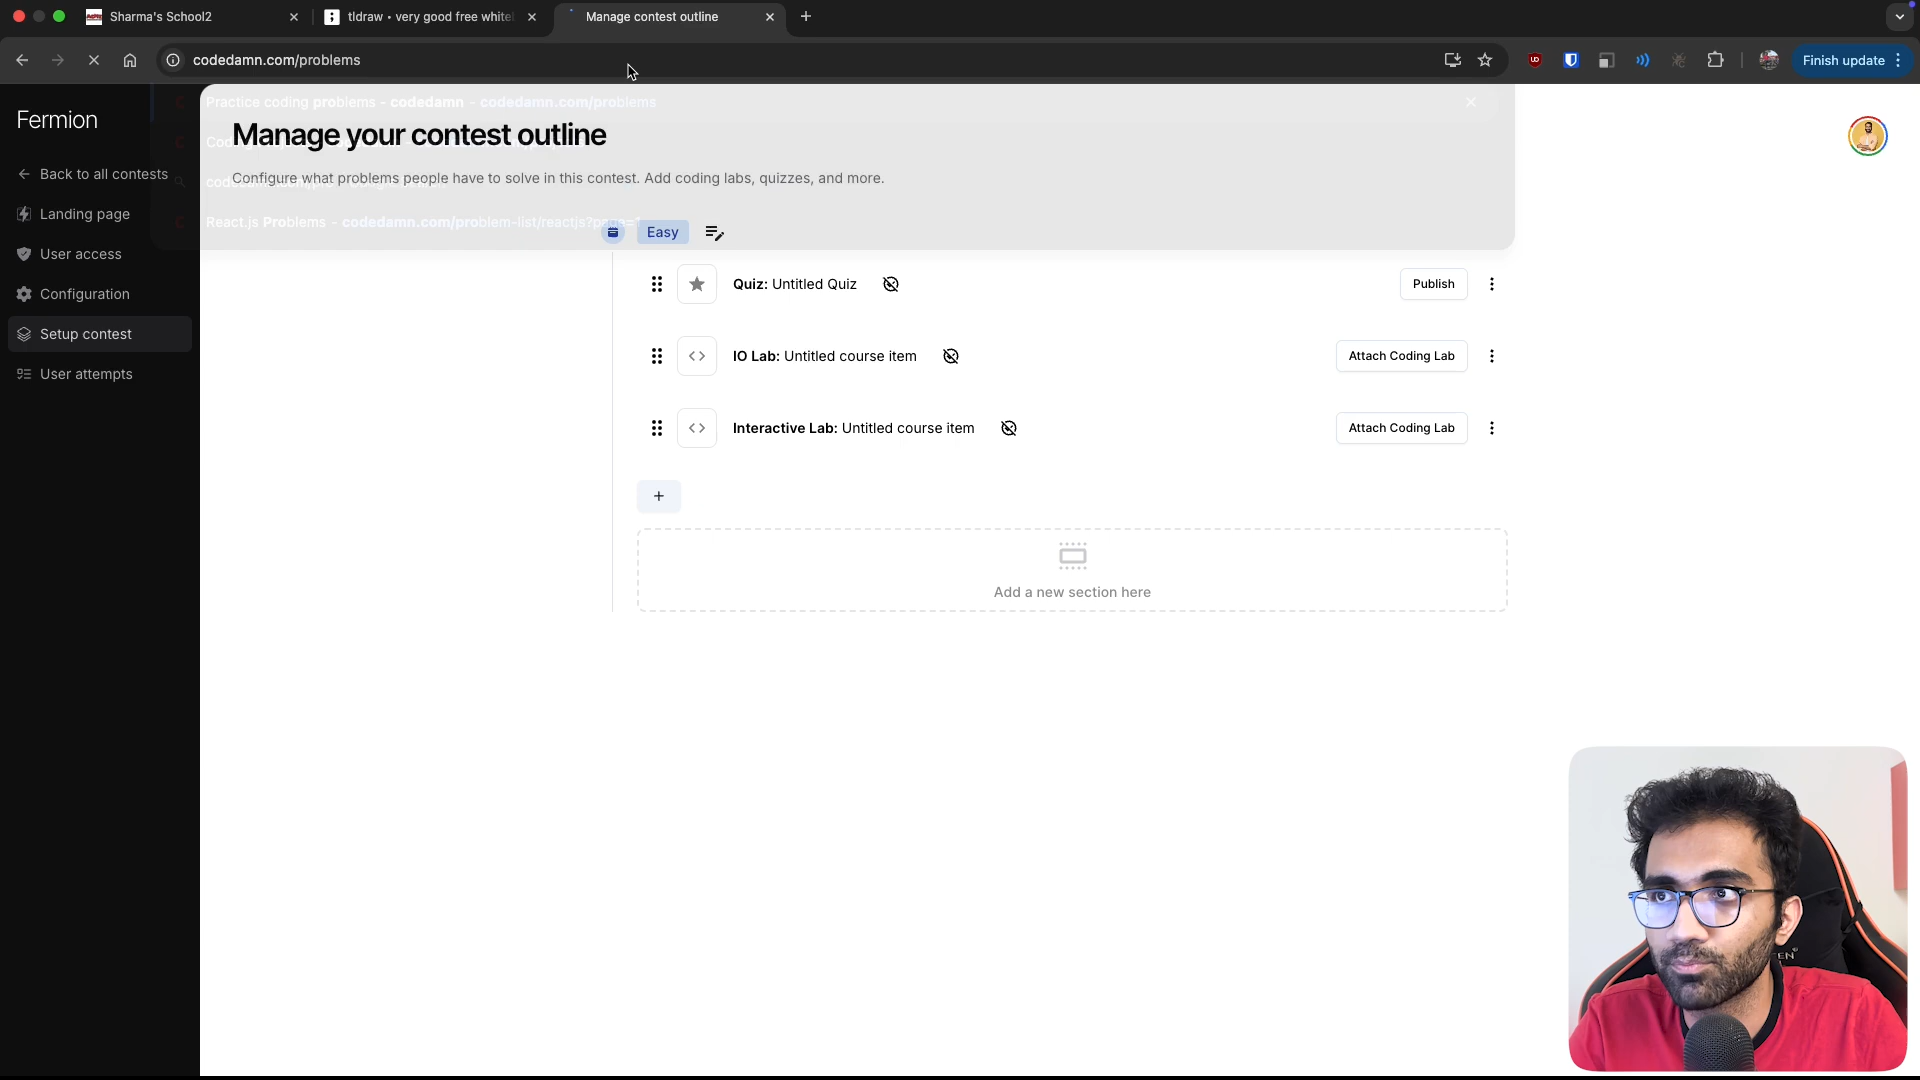 Sharma's School2
tldraw • very good free white
Manage contest outline
codedamn.com/problems
Finish update
Fermion
Back to all contests
Landing page
User access
Configuration
Setup contest
User attempts
Practice coding problems - codedamn - codedamn.com/problems
Manage your contest outline
Configure what problems people have to solve in this contest. Add coding labs, quizzes, and more.
React.js Problems - codedamn.com/problem-list/reactjs?page=1
Easy
Quiz: Untitled Quiz
Publish
IO Lab: Untitled course item
Attach Coding Lab
Interactive Lab: Untitled course item
Attach Coding Lab
+
Add a new section here